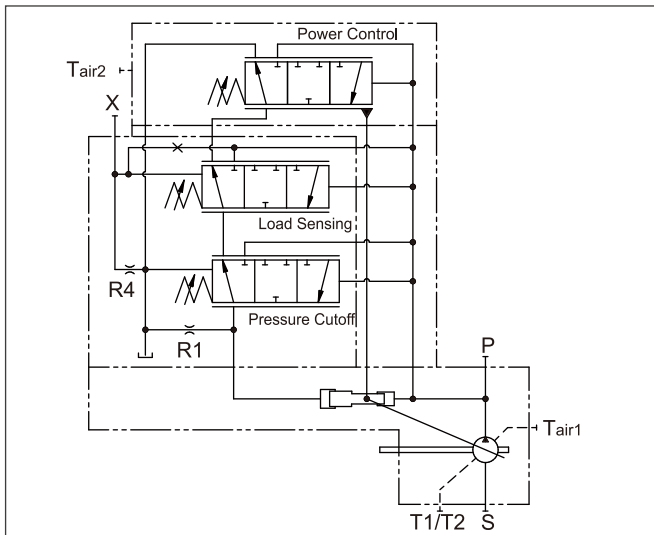 Power Control
Tair2
X
Load Sensing
R4
Pressure Cutoff
R1
P
Tair1
T1/T2 S